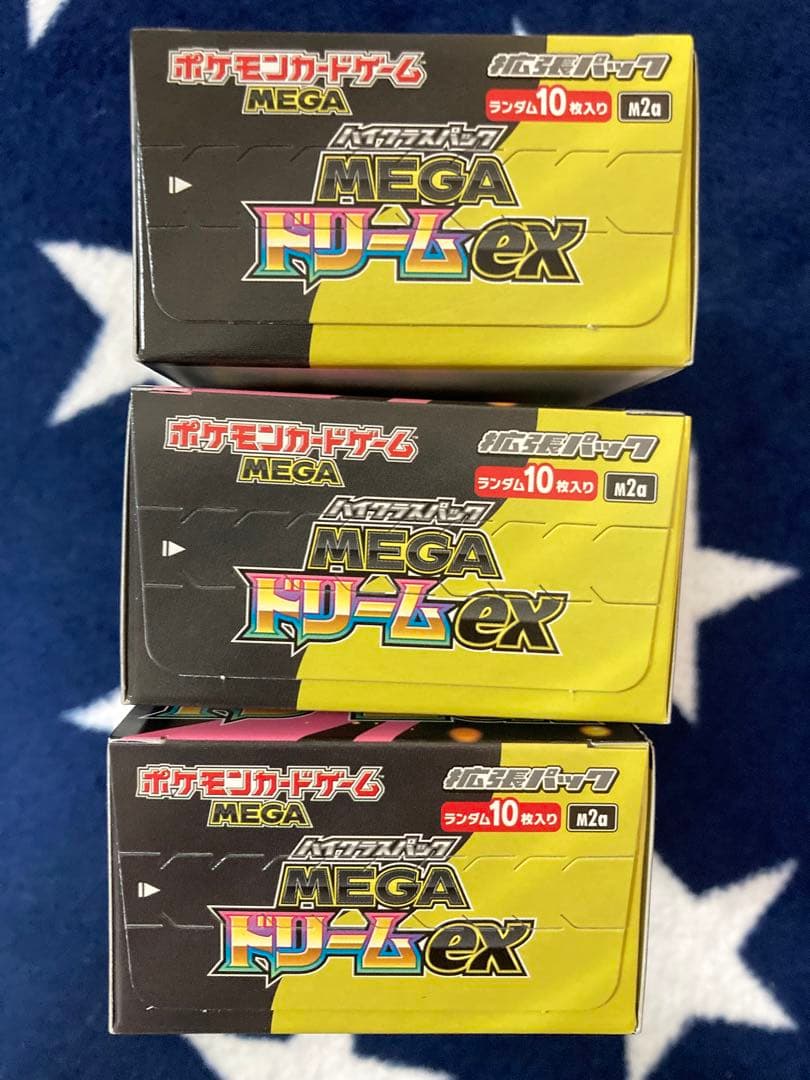 ポケモンカードゲーム
MEGA
拡張パック
ランダム10枚入り M2a
ハイクラスパック
MEGA
ドリームex
ポケモンカードゲーム
MEGA
拡張パック
ランダム10枚入り M2a
ハイクラスパック
MEGA
ドリームex
ポケモンカードゲーム
MEGA
拡張パック
ランダム10枚入り M2a
ハイクラスパック
MEGA
ドリームex